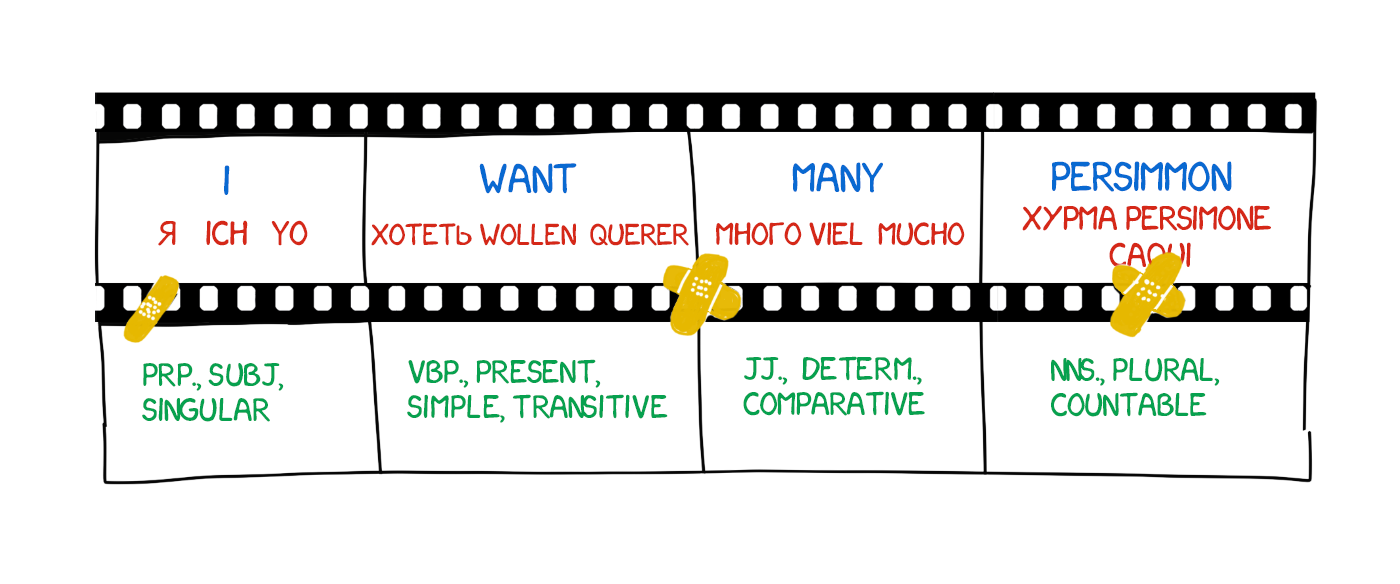 I
WANT
MANY
PERSIMMON
Я ICH YO
ХОТЕТЬ WOLLEN QUERER
МНОГО VIEL MUCHO
ХУРМА PERSIMONE
CAQUI
PRP., SUBJ,
SINGULAR
VBP., PRESENT,
SIMPLE, TRANSITIVE
JJ., DETERM.,
COMPARATIVE
NNS., PLURAL,
COUNTABLE